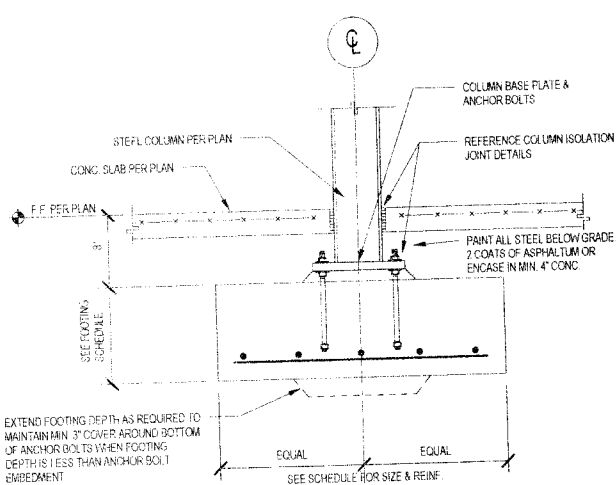 ℄
COLUMN BASE PLATE &
ANCHOR BOLTS
STEEL COLUMN PER PLAN
REFERENCE COLUMN ISOLATION
JOINT DETAILS
CONC. SLAB PER PLAN
F.F. PER PLAN
8"
PAINT ALL STEEL BELOW GRADE
2 COATS OF ASPHALTUM OR
ENCASE IN MIN. 4" CONC.
SEE FOOTING
SCHEDULE
EXTEND FOOTING DEPTH AS REQUIRED TO
MAINTAIN MIN. 3" COVER AROUND BOTTOM
OF ANCHOR BOLTS WHEN FOOTING
DEPTH IS LESS THAN ANCHOR BOLT
EMBEDMENT
EQUAL
EQUAL
SEE SCHEDULE FOR SIZE & REINF.